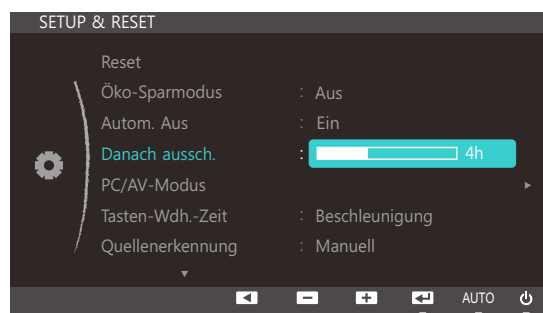 SETUP & RESET
Reset
Öko-Sparmodus : Aus
Autom. Aus : Ein
Danach aussch. : 4h
PC/AV-Modus
Tasten-Wdh.-Zeit : Beschleunigung
Quellenerkennung : Manuell
AUTO